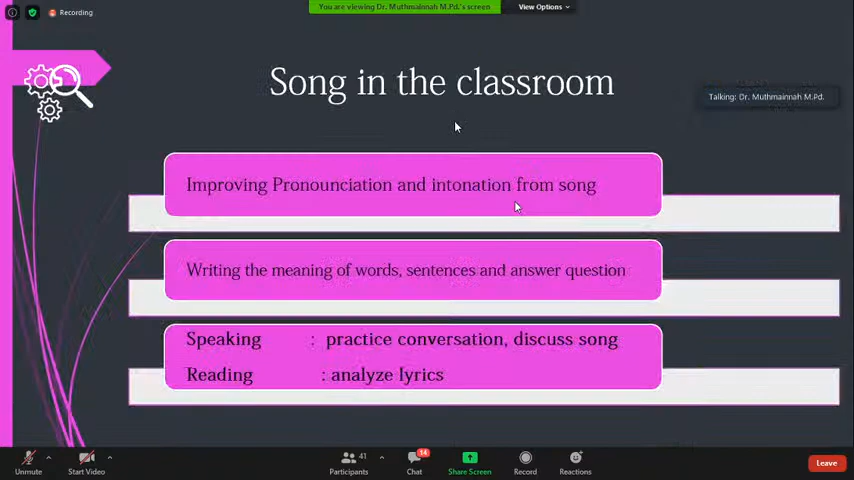 Recording
You are viewing Dr. Muthmainnah M.Pd.'s screen
View Options
Song in the classroom
Talking: Dr. Muthmainnah M.Pd.
Improving Pronounciation and intonation from song
Writing the meaning of words, sentences and answer question
Speaking : practice conversation, discuss song
Reading : analyze lyrics
Unmute
Start Video
41
Participants
14
Chat
Share Screen
Record
Reactions
Leave